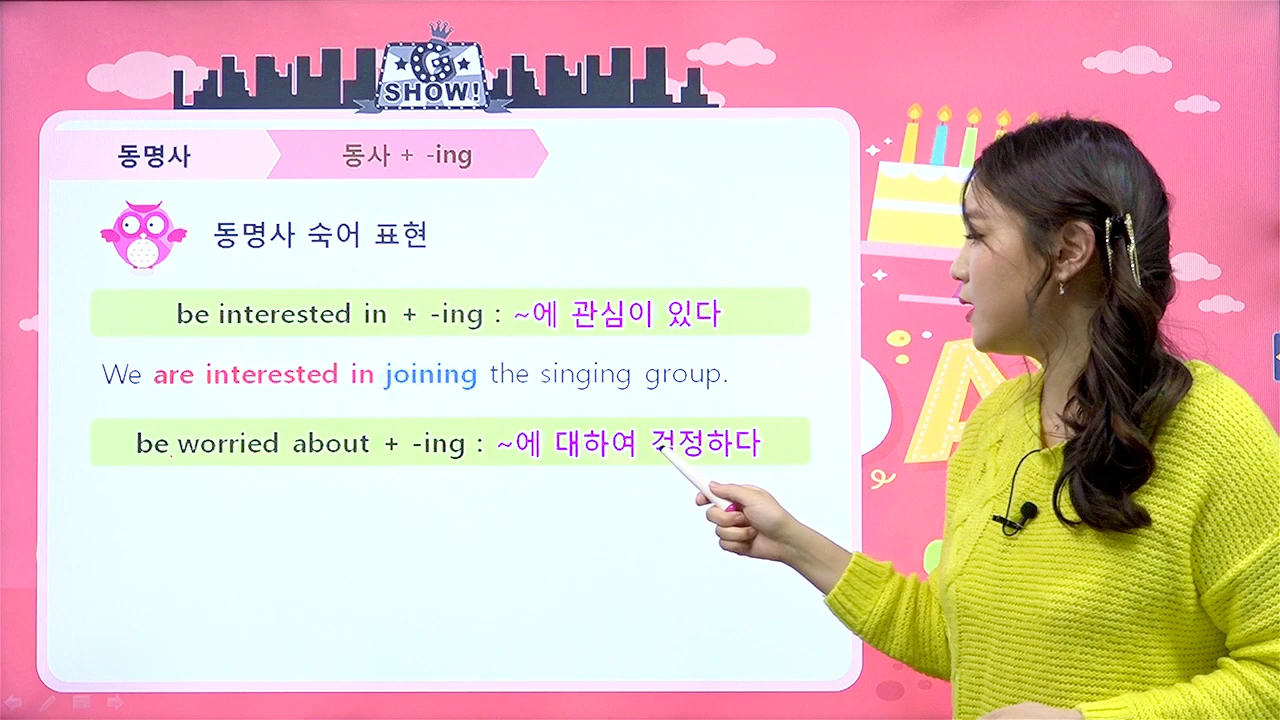 G
SHOW!
동명사
동사 + -ing
동명사 숙어 표현
be interested in + -ing : ~에 관심이 있다
We are interested in joining the singing group.
be worried about + -ing : ~에 대하여 걱정하다